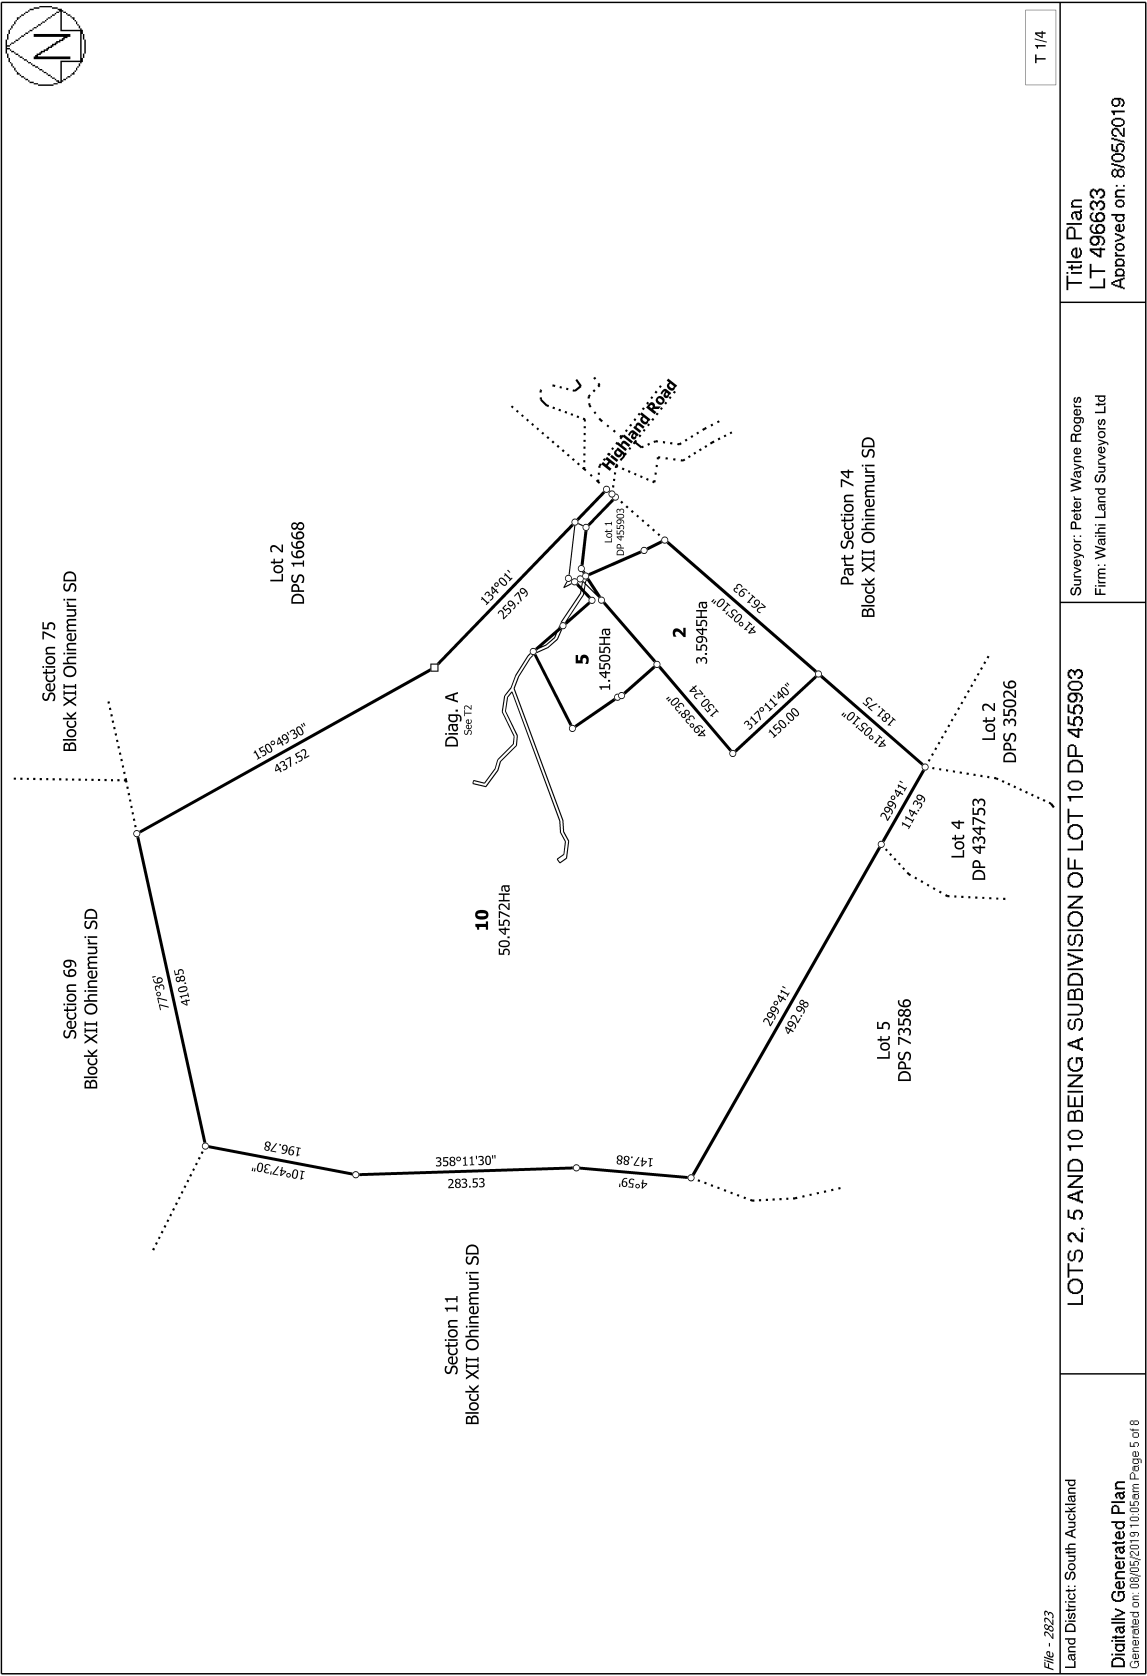 N
T 1/4
Section 75
Block XII Ohinemuri SD
Lot 2
DPS 16668
Section 69
Block XII Ohinemuri SD
Section 11
Block XII Ohinemuri SD
77°36'
410.85
150°49'30"
437.52
134°01'
259.79
10°47'30"
196.78
358°11'30"
283.53
4°59'
147.88
Diag. A
See T2
10
50.4572Ha
5
1.4505Ha
2
3.5945Ha
Lot 1
DP 455903
Highland Road
49°38'30"
150.24
317°11'40"
150.00
41°05'10"
261.93
41°05'10"
181.75
299°41'
114.39
299°41'
492.98
Part Section 74
Block XII Ohinemuri SD
Lot 2
DPS 35026
Lot 4
DP 434753
Lot 5
DPS 73586
File - 2823
Land District: South Auckland
Digitally Generated Plan
Generated on: 08/05/2019 10:05am Page 5 of 8
LOTS 2, 5 AND 10 BEING A SUBDIVISION OF LOT 10 DP 455903
Surveyor: Peter Wayne Rogers
Firm: Waihi Land Surveyors Ltd
Title Plan
LT 496633
Approved on: 8/05/2019